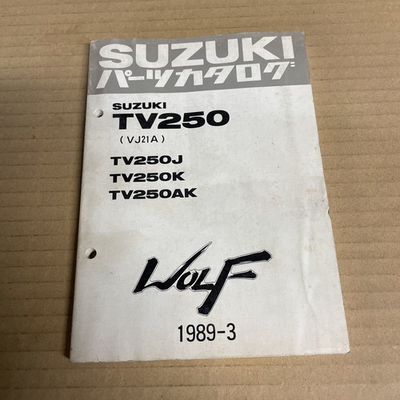 SUZUKI
パーツカタログ
SUZUKI
TV250
(VJ21A)
TV250J
TV250K
TV250AK
WOLF
1989-3